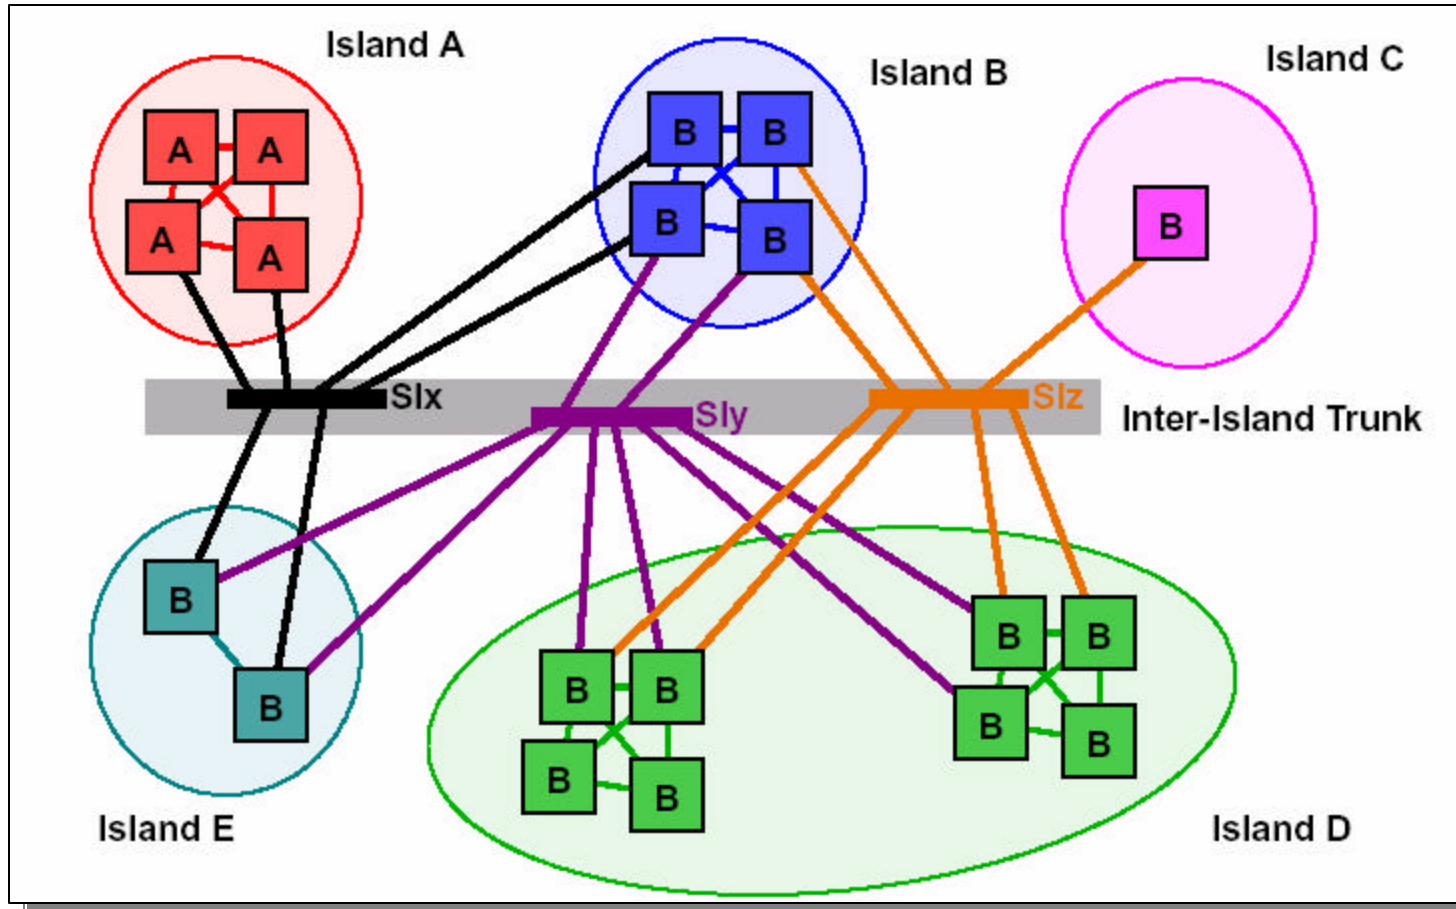 Island A
Island B
Island C
A A
A A
B B
B B
B
SIx
SIy
SIz
Inter-Island Trunk
B
B
B B
B B
B B
B B
Island E
Island D